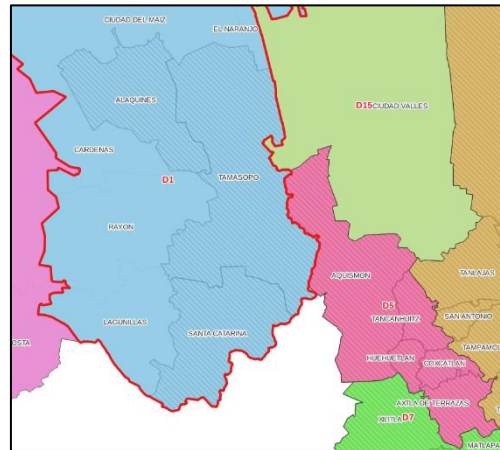 CIUDAD DEL MAIZ
EL NARANJO
ALAQUINES
D15 CIUDAD VALLES
CARDENAS
D1
TAMASOPO
RAXON
AQUISMON
TANLAJAS
D5
LAGUNILLAS
SANTA CATARINA
TANCANHUITZ
SAN ANTONIO
OSTA
TAMPAMOL
HUEHUETLAN
COXCATLAN
AXTLA DE TERRAZAS
XILITLA D7
MATLAPA